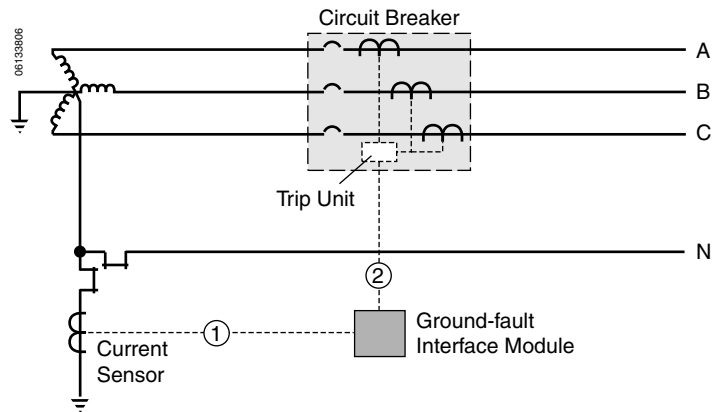 Circuit Breaker
06133806
A
B
C
Trip Unit
N
2
1
Current
Sensor
Ground-fault
Interface Module